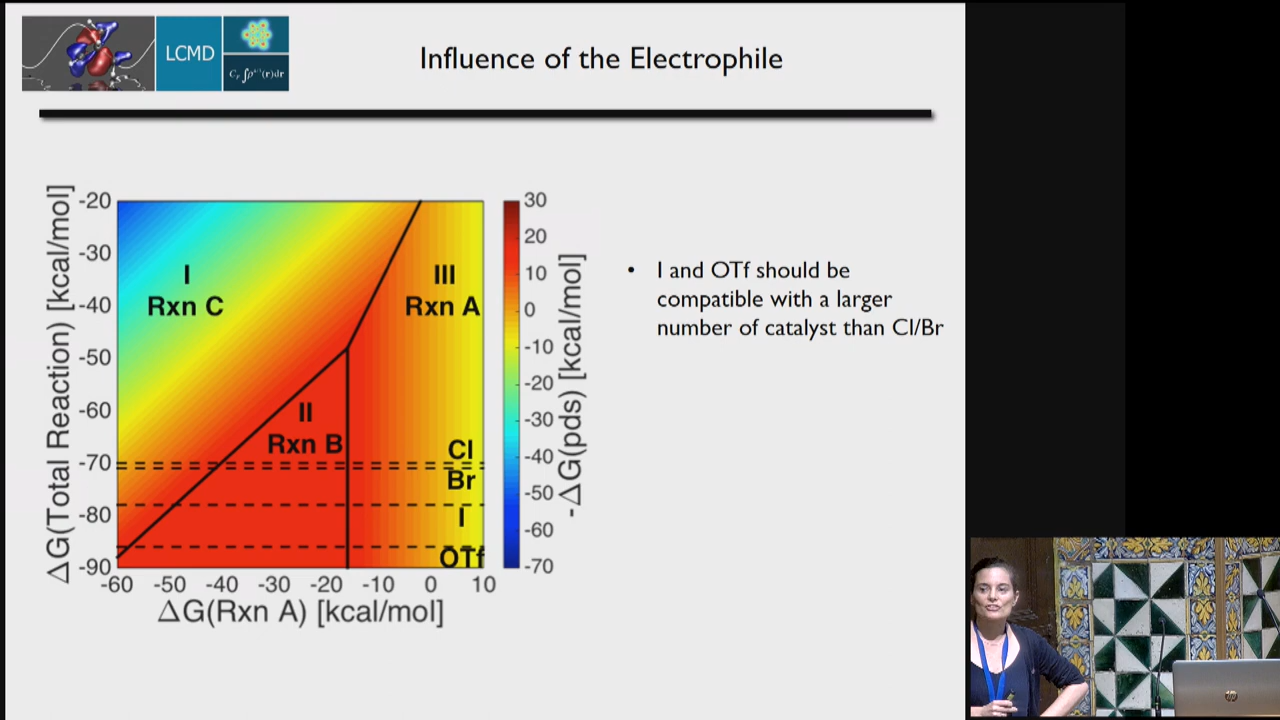 LCMD
Influence of the Electrophile
ΔG(Total Reaction) [kcal/mol]
-20
-30
-40
-50
-60
-70
-80
-90
I
Rxn C
III
Rxn A
II
Rxn B
Cl
Br
I
OTf
-60 -50 -40 -30 -20 -10 0 10
ΔG(Rxn A) [kcal/mol]
30
20
10
0
-10
-20
-30
-40
-50
-60
-70
-ΔG(pds) [kcal/mol]
• I and OTf should be
compatible with a larger
number of catalyst than Cl/Br
hp